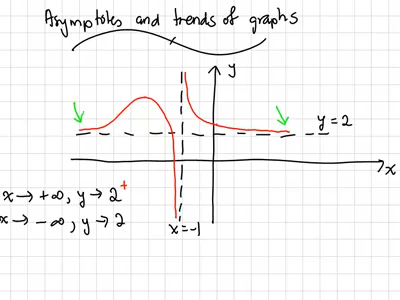 Asymptotes and trends of graphs
y
y = 2
x
x → +∞, y → 2⁺
x → -∞, y → 2
x = -1